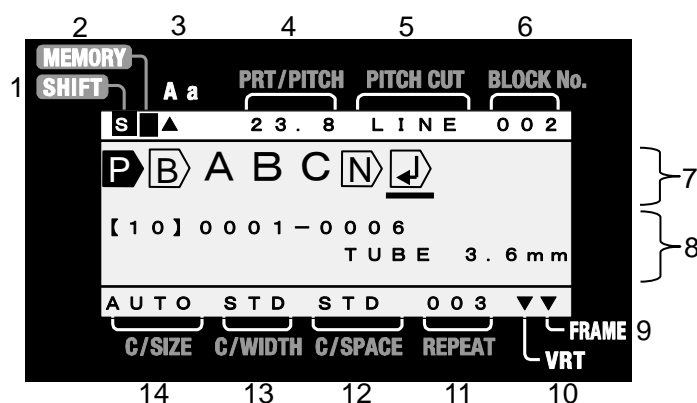 2 3 4 5 6
MEMORY
1 SHIFT A a PRT/PITCH PITCH CUT BLOCK No.
S ▲ 23.8 LINE 002
P B A B C N ↲ 7
【10】0001−0006
TUBE 3.6mm 8
AUTO STD STD 003 ▼▼
C/SIZE C/WIDTH C/SPACE REPEAT FRAME 9
VRT
14 13 12 11 10